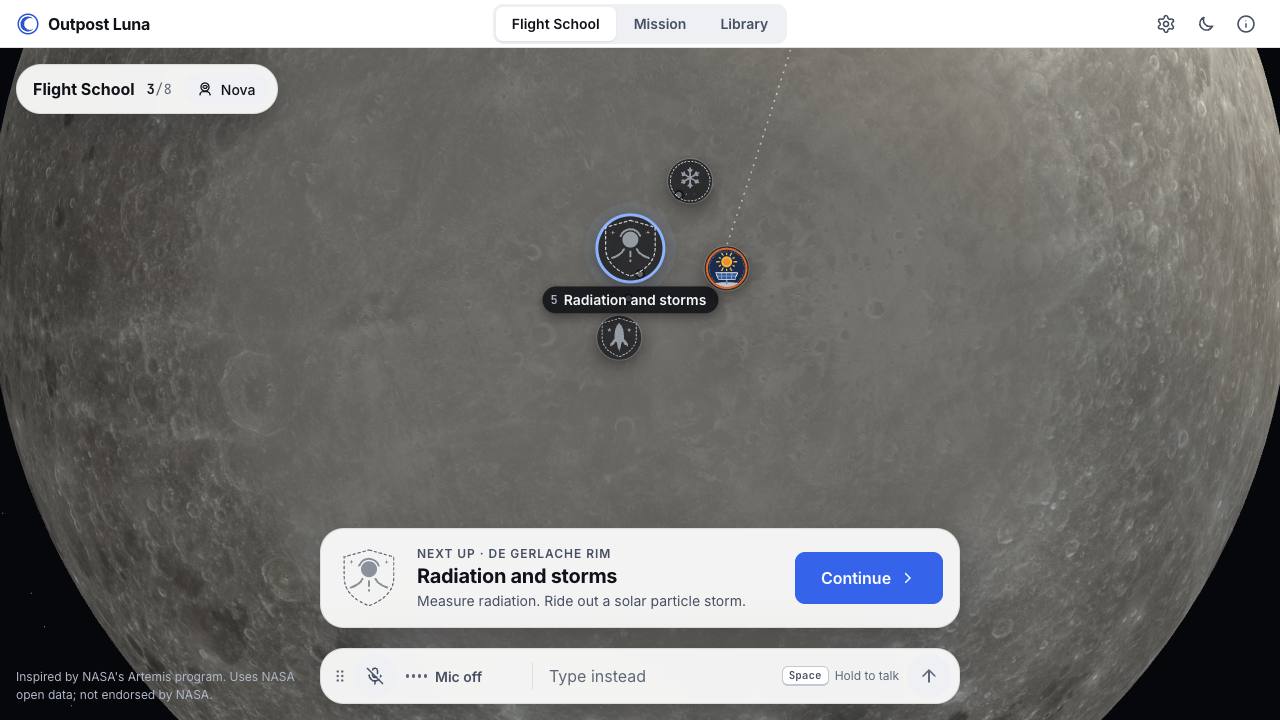 Outpost Luna
Flight School
Mission
Library
Flight School 3/8 Nova
5 Radiation and storms
NEXT UP · DE GERLACHE RIM
Radiation and storms
Measure radiation. Ride out a solar particle storm.
Continue
Mic off
Type instead
Space Hold to talk
Inspired by NASA's Artemis program. Uses NASA
open data; not endorsed by NASA.